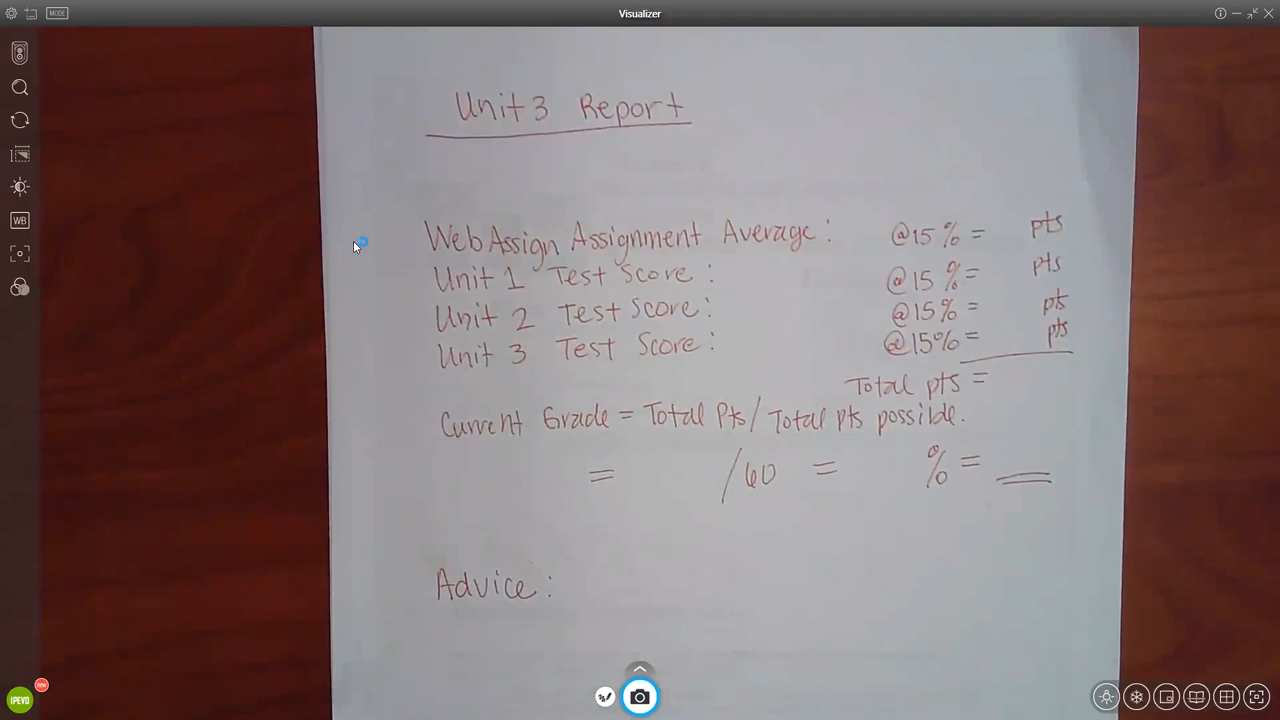 MODE
Visualizer
Unit 3 Report
WebAssign Assignment Average: @15% = pts
Unit 1 Test Score: @15% = pts
Unit 2 Test Score: @15% = pts
Unit 3 Test Score: @15% = pts
Total pts =
Current Grade = Total Pts/Total pts possible.
= /60 = % =
Advice:
WB
IPEVO